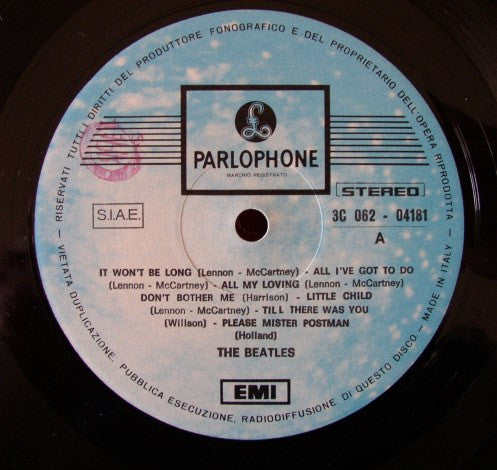 RISERVATI TUTTI I DIRITTI DEL PRODUTTORE FONOGRAFICO E DEL PROPRIETARIO DELL'OPERA RIPRODOTTA
£
PARLOPHONE
MARCHIO REGISTRATO
S.I.A.E.
STEREO
3C 062 - 04181
A
IT WON'T BE LONG (Lennon - McCartney) - ALL I'VE GOT TO DO
(Lennon - McCartney) - ALL MY LOVING (Lennon - McCartney)
DON'T BOTHER ME (Harrison) - LITTLE CHILD
(Lennon - McCartney) - TILL THERE WAS YOU
(Willson) - PLEASE MISTER POSTMAN
(Holland)
THE BEATLES
EMI
VIETATA DUPLICAZIONE, PUBBLICA ESECUZIONE, RADIODIFFUSIONE DI QUESTO DISCO - MADE IN ITALY -